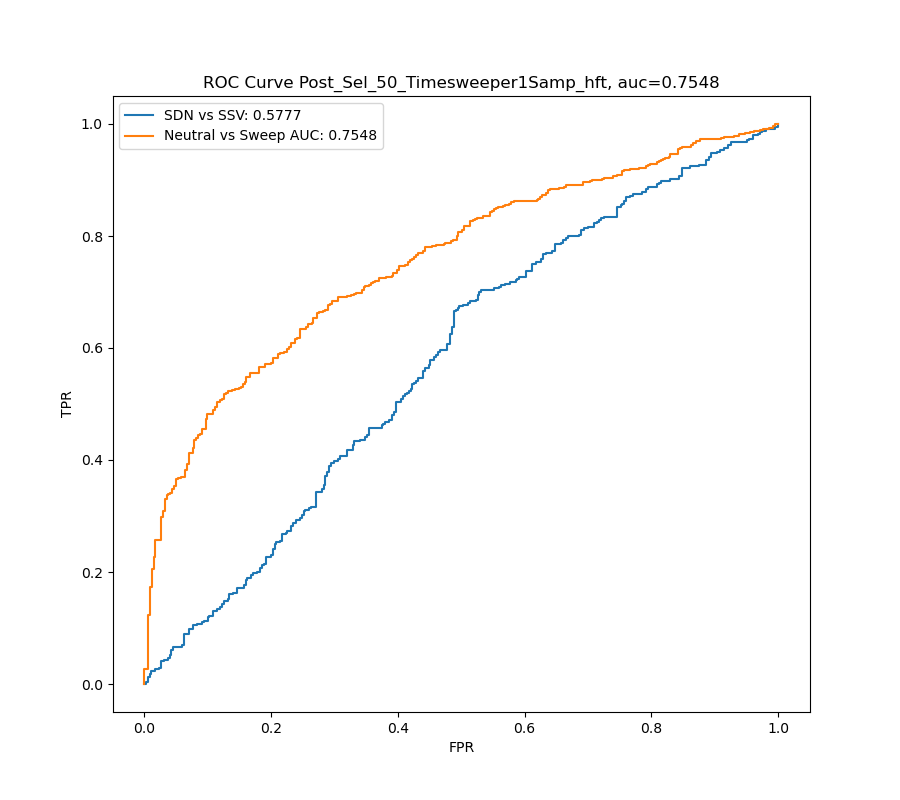 ROC Curve Post_Sel_50_Timesweeper1Samp_hft, auc=0.7548
SDN vs SSV: 0.5777
Neutral vs Sweep AUC: 0.7548
1.0
0.8
0.6
0.4
0.2
0.0
TPR
0.0 0.2 0.4 0.6 0.8 1.0
FPR